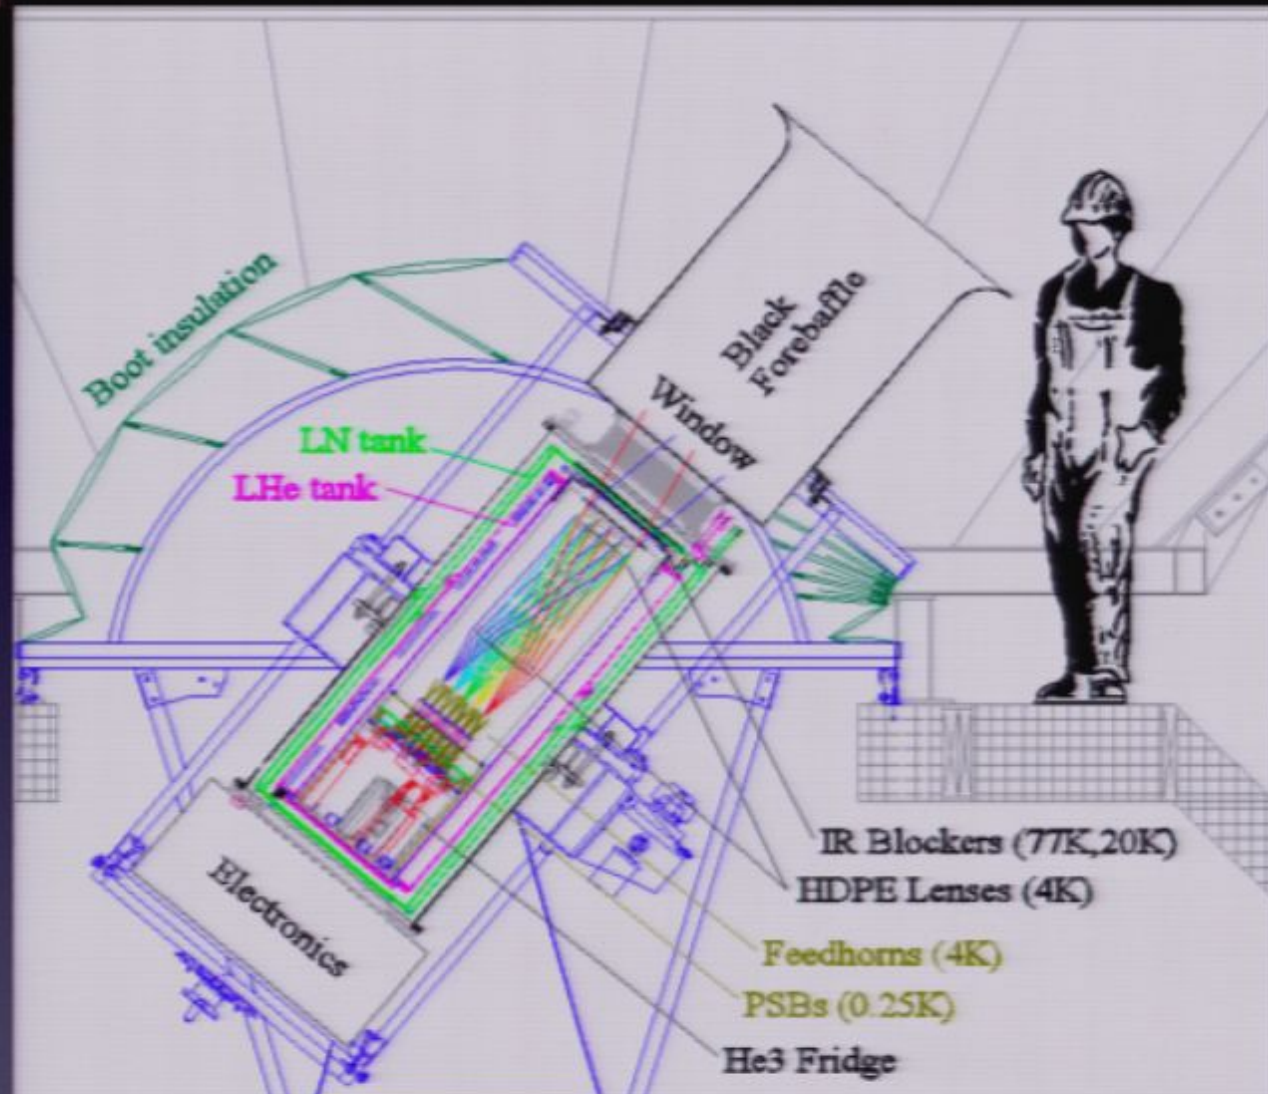 Boot insulation
Black
Forebaffle
Window
LN tank
LHe tank
IR Blockers (77K,20K)
HDPE Lenses (4K)
Electronics
Feedhorns (4K)
PSBs (0.25K)
He3 Fridge